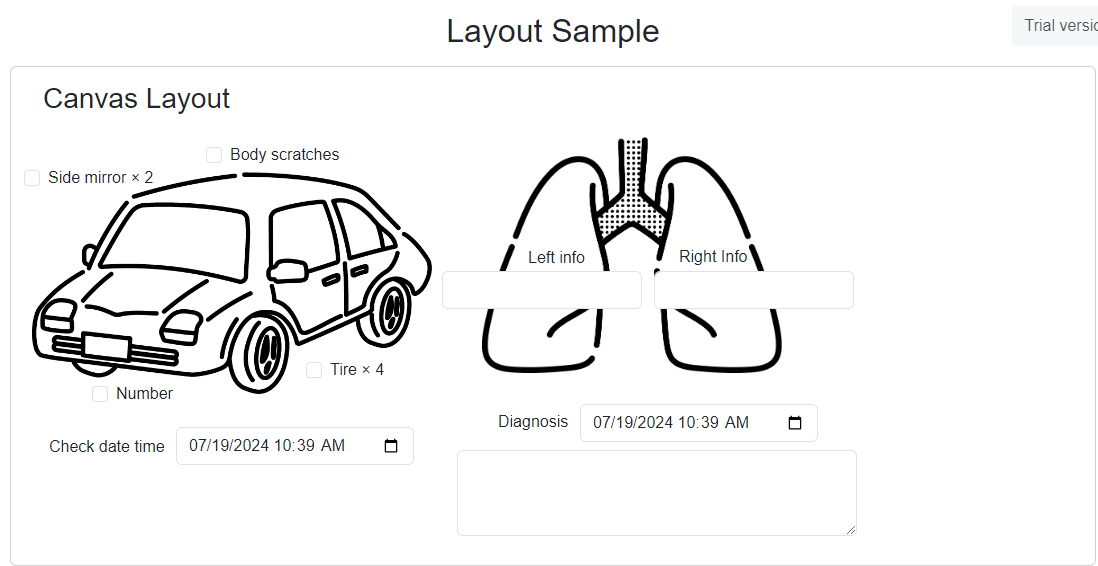 Layout Sample
Trial versic
Canvas Layout
Body scratches
Side mirror × 2
Left info
Right Info
Tire × 4
Number
Diagnosis
07/19/2024 10:39 AM
Check date time
07/19/2024 10:39 AM